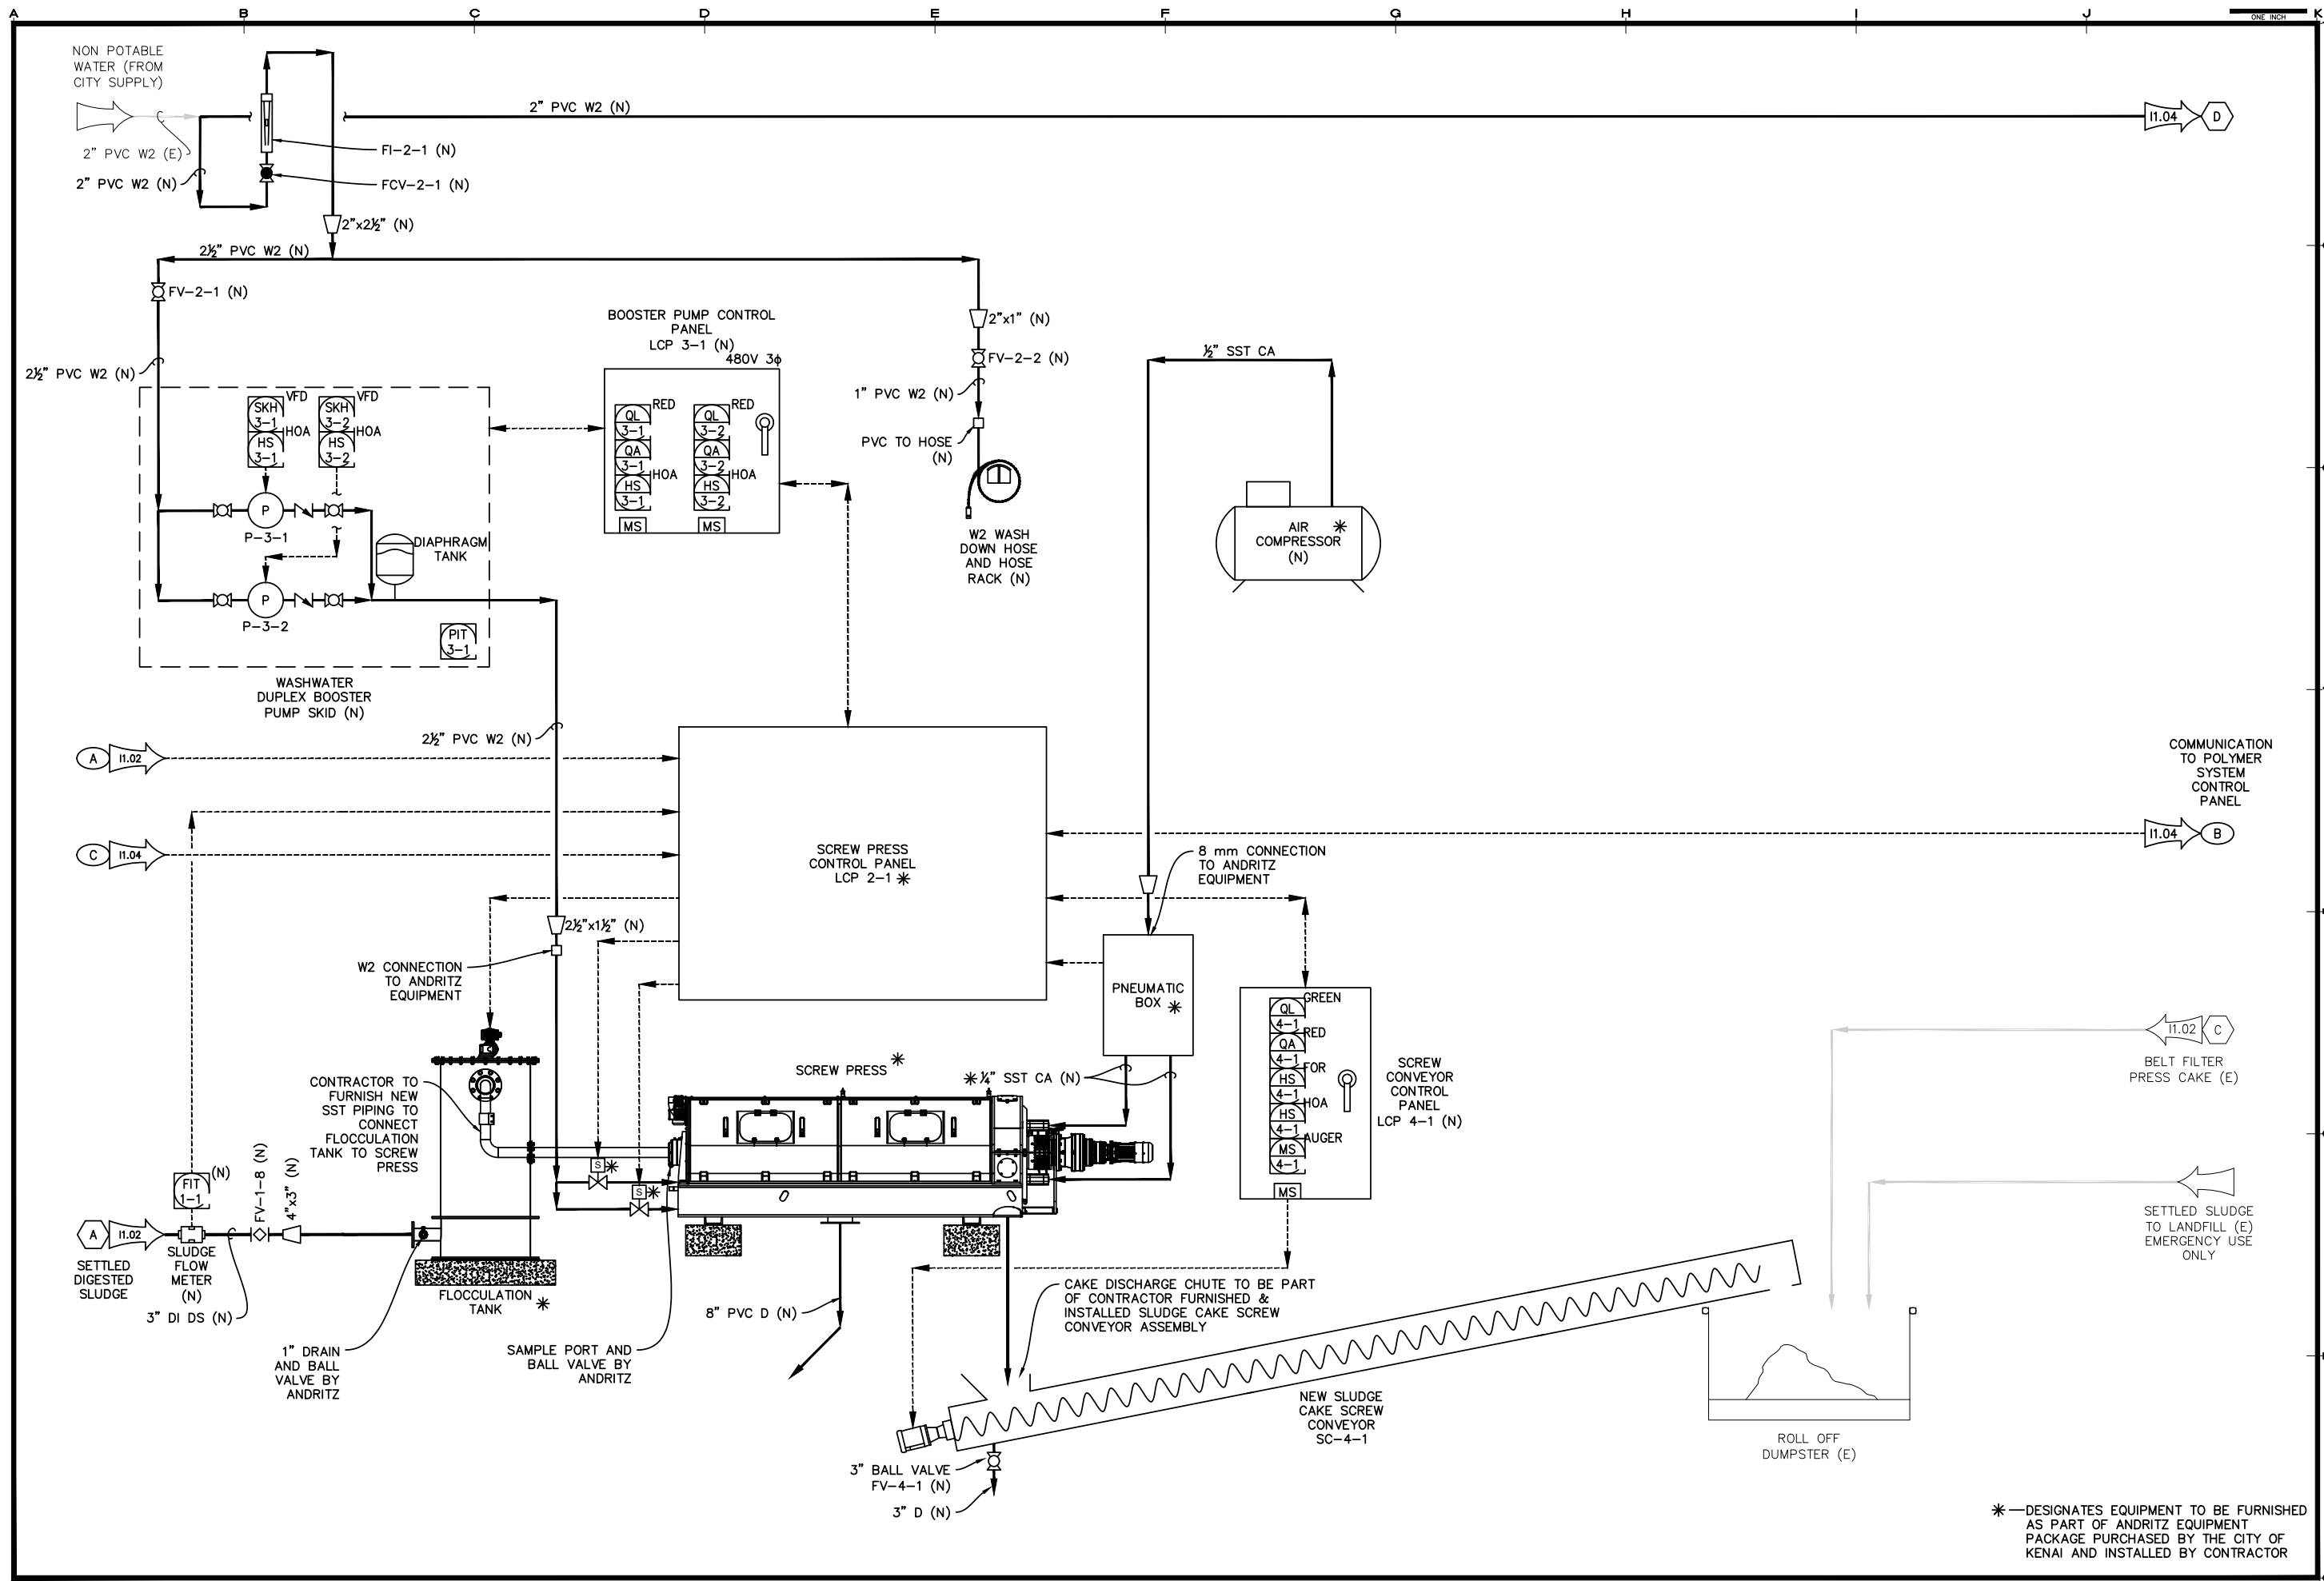 A
B
C
D
E
F
G
H
I
J
K
ONE INCH
NON POTABLE
WATER (FROM
CITY SUPPLY)
2" PVC W2 (E)
2" PVC W2 (N)
FI-2-1 (N)
FCV-2-1 (N)
2" PVC W2 (N)
I1.04
D
2"x2½" (N)
2½" PVC W2 (N)
FV-2-1 (N)
2½" PVC W2 (N)
BOOSTER PUMP CONTROL
PANEL
LCP 3-1 (N)
480V 3ϕ
QL
3-1
RED
QA
3-1
HOA
HS
3-1
MS
QL
3-2
RED
QA
3-2
HOA
HS
3-2
MS
2"x1" (N)
FV-2-2 (N)
1" PVC W2 (N)
PVC TO HOSE
(N)
W2 WASH
DOWN HOSE
AND HOSE
RACK (N)
½" SST CA
AIR *
COMPRESSOR
(N)
SKH
3-1
VFD
HS
3-1
HOA
SKH
3-2
VFD
HS
3-2
HOA
P
P-3-1
P
P-3-2
DIAPHRAGM
TANK
PIT
3-1
WASHWATER
DUPLEX BOOSTER
PUMP SKID (N)
2½" PVC W2 (N)
A
I1.02
C
I1.04
SCREW PRESS
CONTROL PANEL
LCP 2-1 *
COMMUNICATION
TO POLYMER
SYSTEM
CONTROL
PANEL
I1.04
B
8 mm CONNECTION
TO ANDRITZ
EQUIPMENT
2½"x1½" (N)
W2 CONNECTION
TO ANDRITZ
EQUIPMENT
PNEUMATIC
BOX *
QL
4-1
GREEN
QA
4-1
RED
HS
4-1
FOR
HS
4-1
HOA
MS
4-1
AUGER
MS
SCREW
CONVEYOR
CONTROL
PANEL
LCP 4-1 (N)
I1.02
C
BELT FILTER
PRESS CAKE (E)
SCREW PRESS *
* ¼" SST CA (N)
CONTRACTOR TO
FURNISH NEW
SST PIPING TO
CONNECT
FLOCCULATION
TANK TO SCREW
PRESS
S *
S *
FIT
1-1
(N)
FV-1-8 (N)
4"x3" (N)
A
I1.02
SETTLED
DIGESTED
SLUDGE
SLUDGE
FLOW
METER
(N)
3" DI DS (N)
FLOCCULATION
TANK *
1" DRAIN
AND BALL
VALVE BY
ANDRITZ
SAMPLE PORT AND
BALL VALVE BY
ANDRITZ
8" PVC D (N)
CAKE DISCHARGE CHUTE TO BE PART
OF CONTRACTOR FURNISHED &
INSTALLED SLUDGE CAKE SCREW
CONVEYOR ASSEMBLY
SETTLED SLUDGE
TO LANDFILL (E)
EMERGENCY USE
ONLY
NEW SLUDGE
CAKE SCREW
CONVEYOR
SC-4-1
3" BALL VALVE
FV-4-1 (N)
3" D (N)
ROLL OFF
DUMPSTER (E)
* —DESIGNATES EQUIPMENT TO BE FURNISHED
AS PART OF ANDRITZ EQUIPMENT
PACKAGE PURCHASED BY THE CITY OF
KENAI AND INSTALLED BY CONTRACTOR